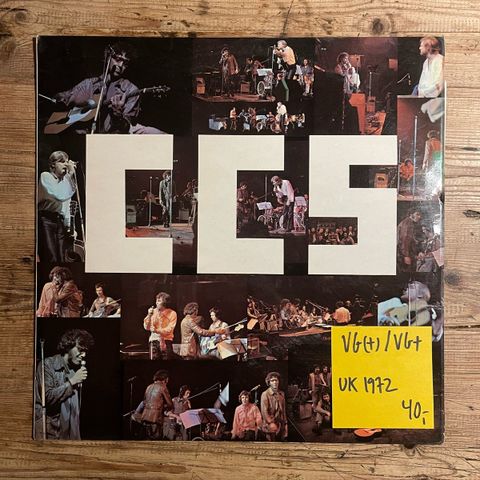 CCS
VG(+)/VG+
UK 1972
40,-